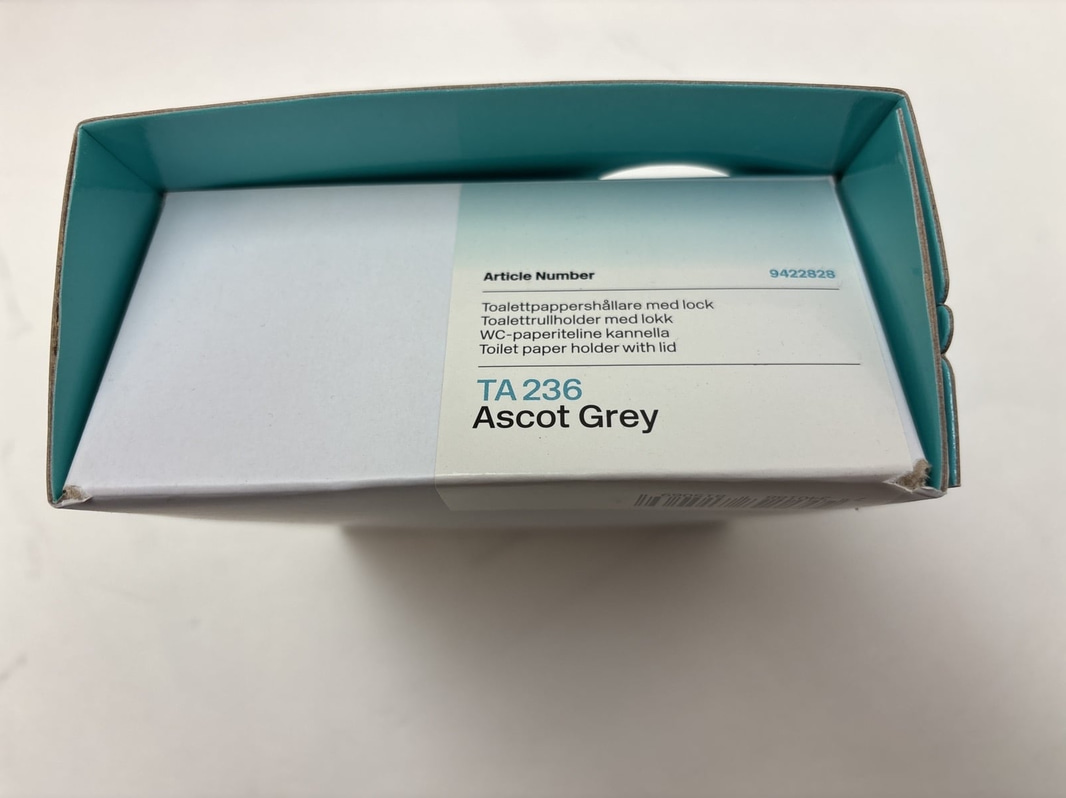 Article Number 9422828
Toalettpappershållare med lock
Toalettrullholder med lokk
WC-paperiteline kannella
Toilet paper holder with lid
TA 236
Ascot Grey